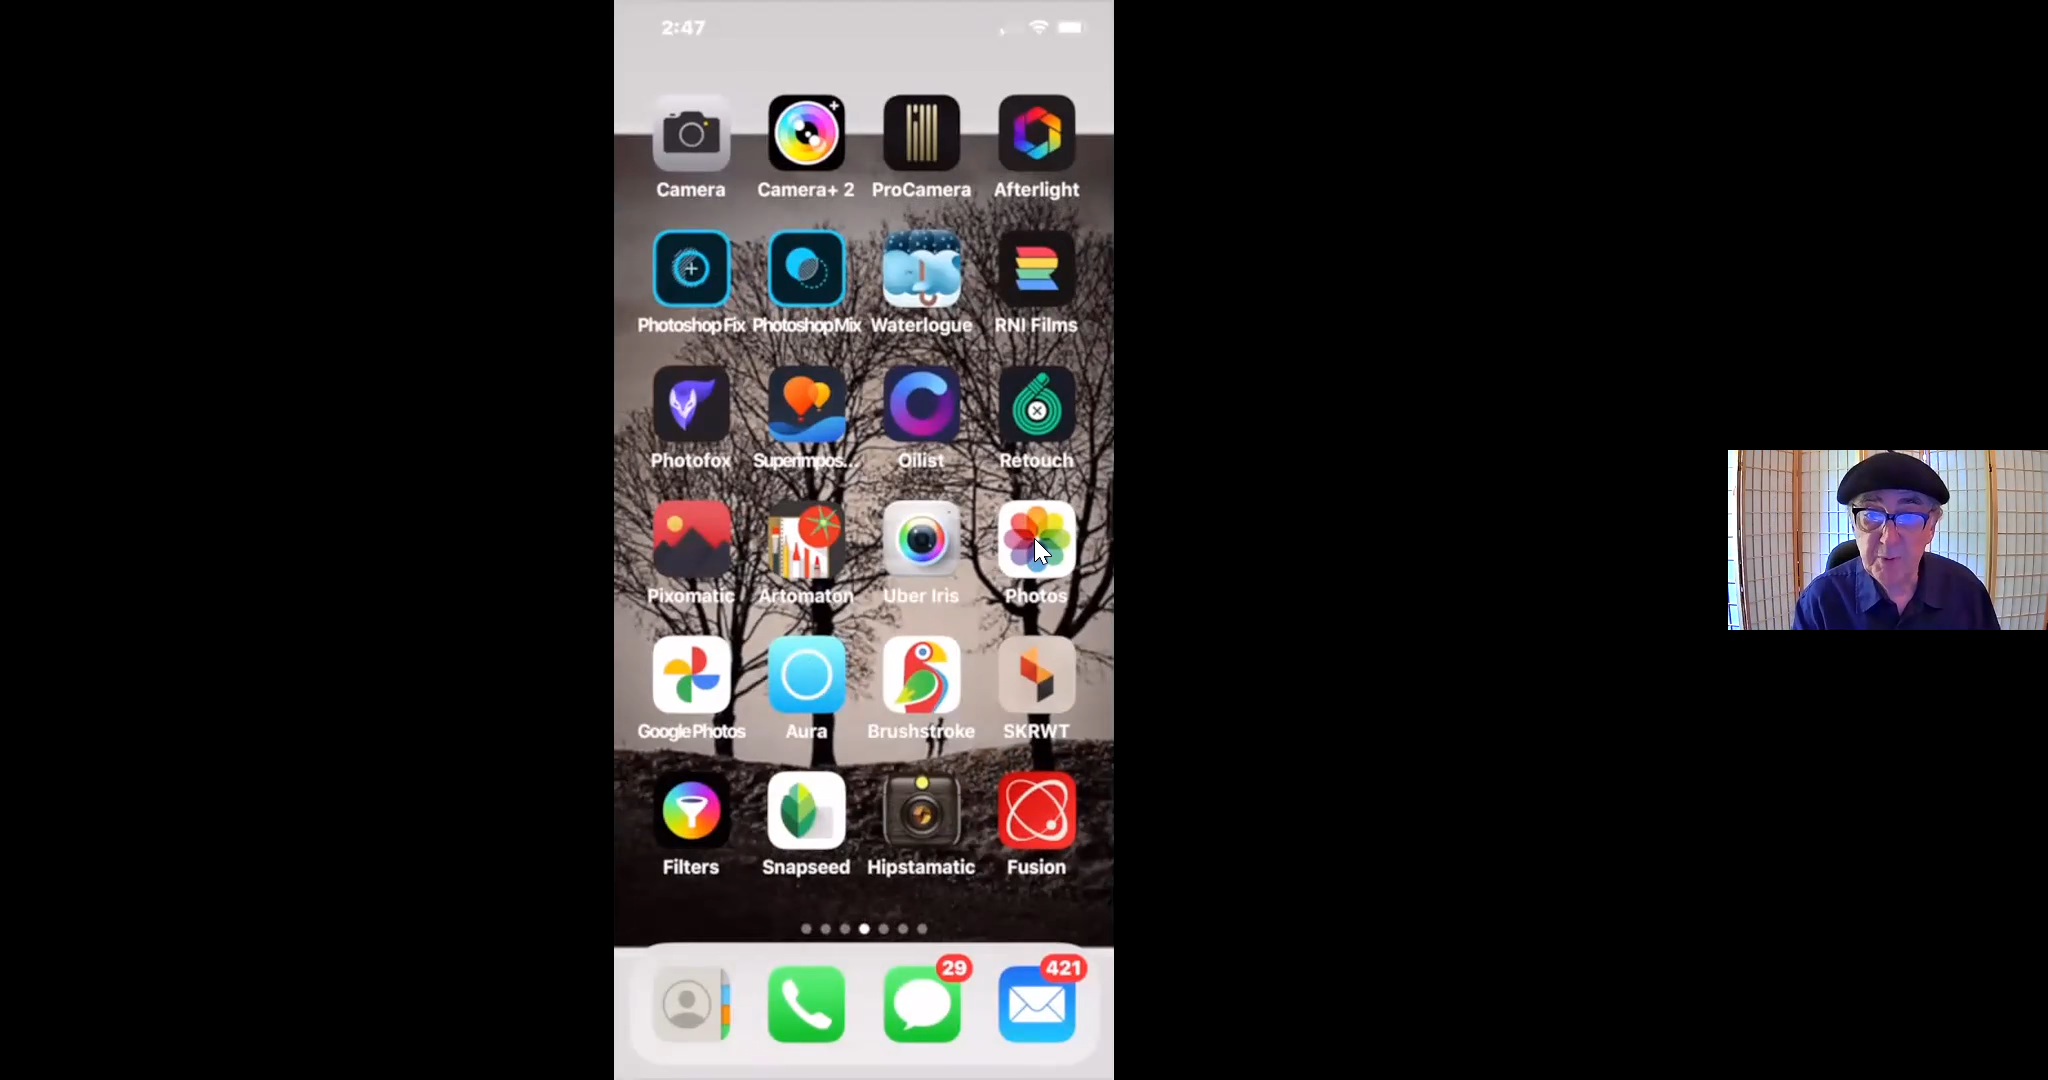 2:47
Camera Camera+ 2 ProCamera Afterlight
Photoshop Fix Photoshop Mix Waterlogue RNI Films
Photofox Superimpos... Oilist Retouch
Pixomatic Artomaton Uber Iris Photos
Google Photos Aura Brushstroke SKRWT
Filters Snapseed Hipstamatic Fusion
29 421